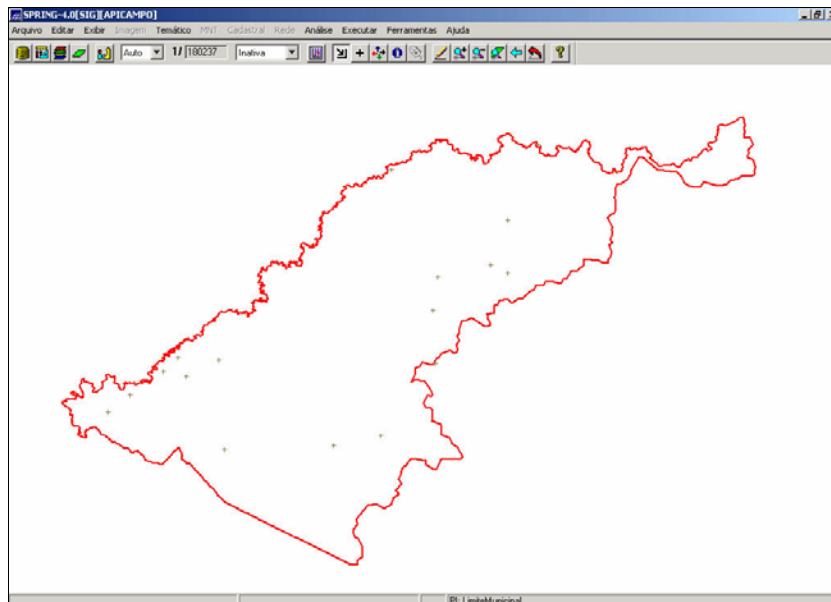 SPRING-4.0[SIG][APICAMPO]
Arquivo Editar Exibir Imagem Temático MNT Cadastral Rede Análise Executar Ferramentas Ajuda
Auto 1/ 180237 Inativa
PI: LimiteMunicipal